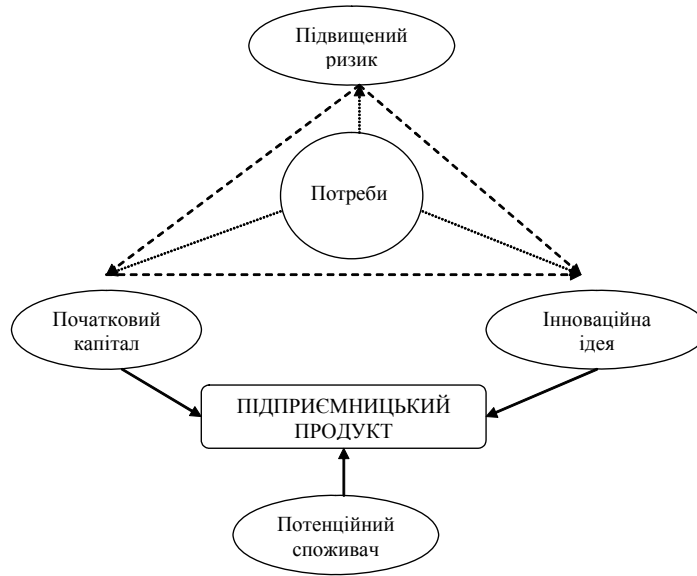 Підвищений
ризик
Потреби
Початковий
капітал
Інноваційна
ідея
ПІДПРИЄМНИЦЬКИЙ
ПРОДУКТ
Потенційний
споживач